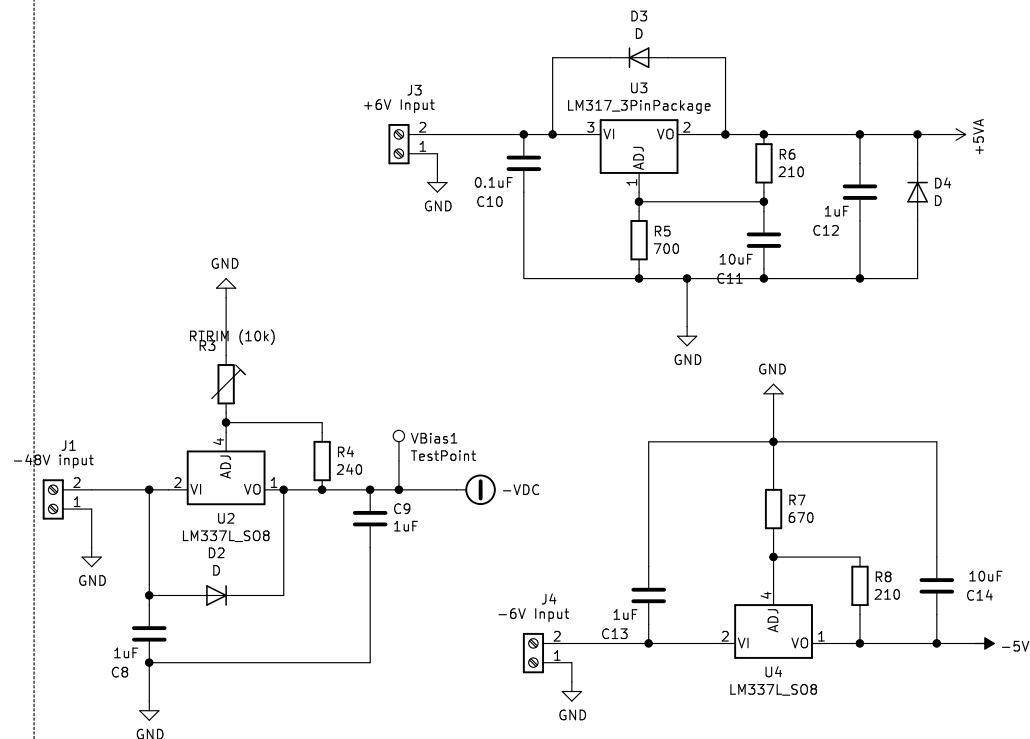 D3
D
J3
+6V Input
U3
LM317_3PinPackage
2
1
GND
3
VI
VO
2
ADJ
1
+5VA
R6
210
0.1uF
C10
R5
700
10uF
C11
1uF
C12
D4
D
GND
GND
RTRIM (10k)
R3
4
ADJ
J1
-48V input
2
1
GND
2
VI
VO
1
U2
LM337L_SO8
R4
240
VBias1
TestPoint
-VDC
C9
1uF
D2
D
1uF
C8
GND
GND
R7
670
R8
210
10uF
C14
1uF
C13
J4
-6V Input
2
1
GND
4
ADJ
2
VI
VO
1
U4
LM337L_SO8
-5V